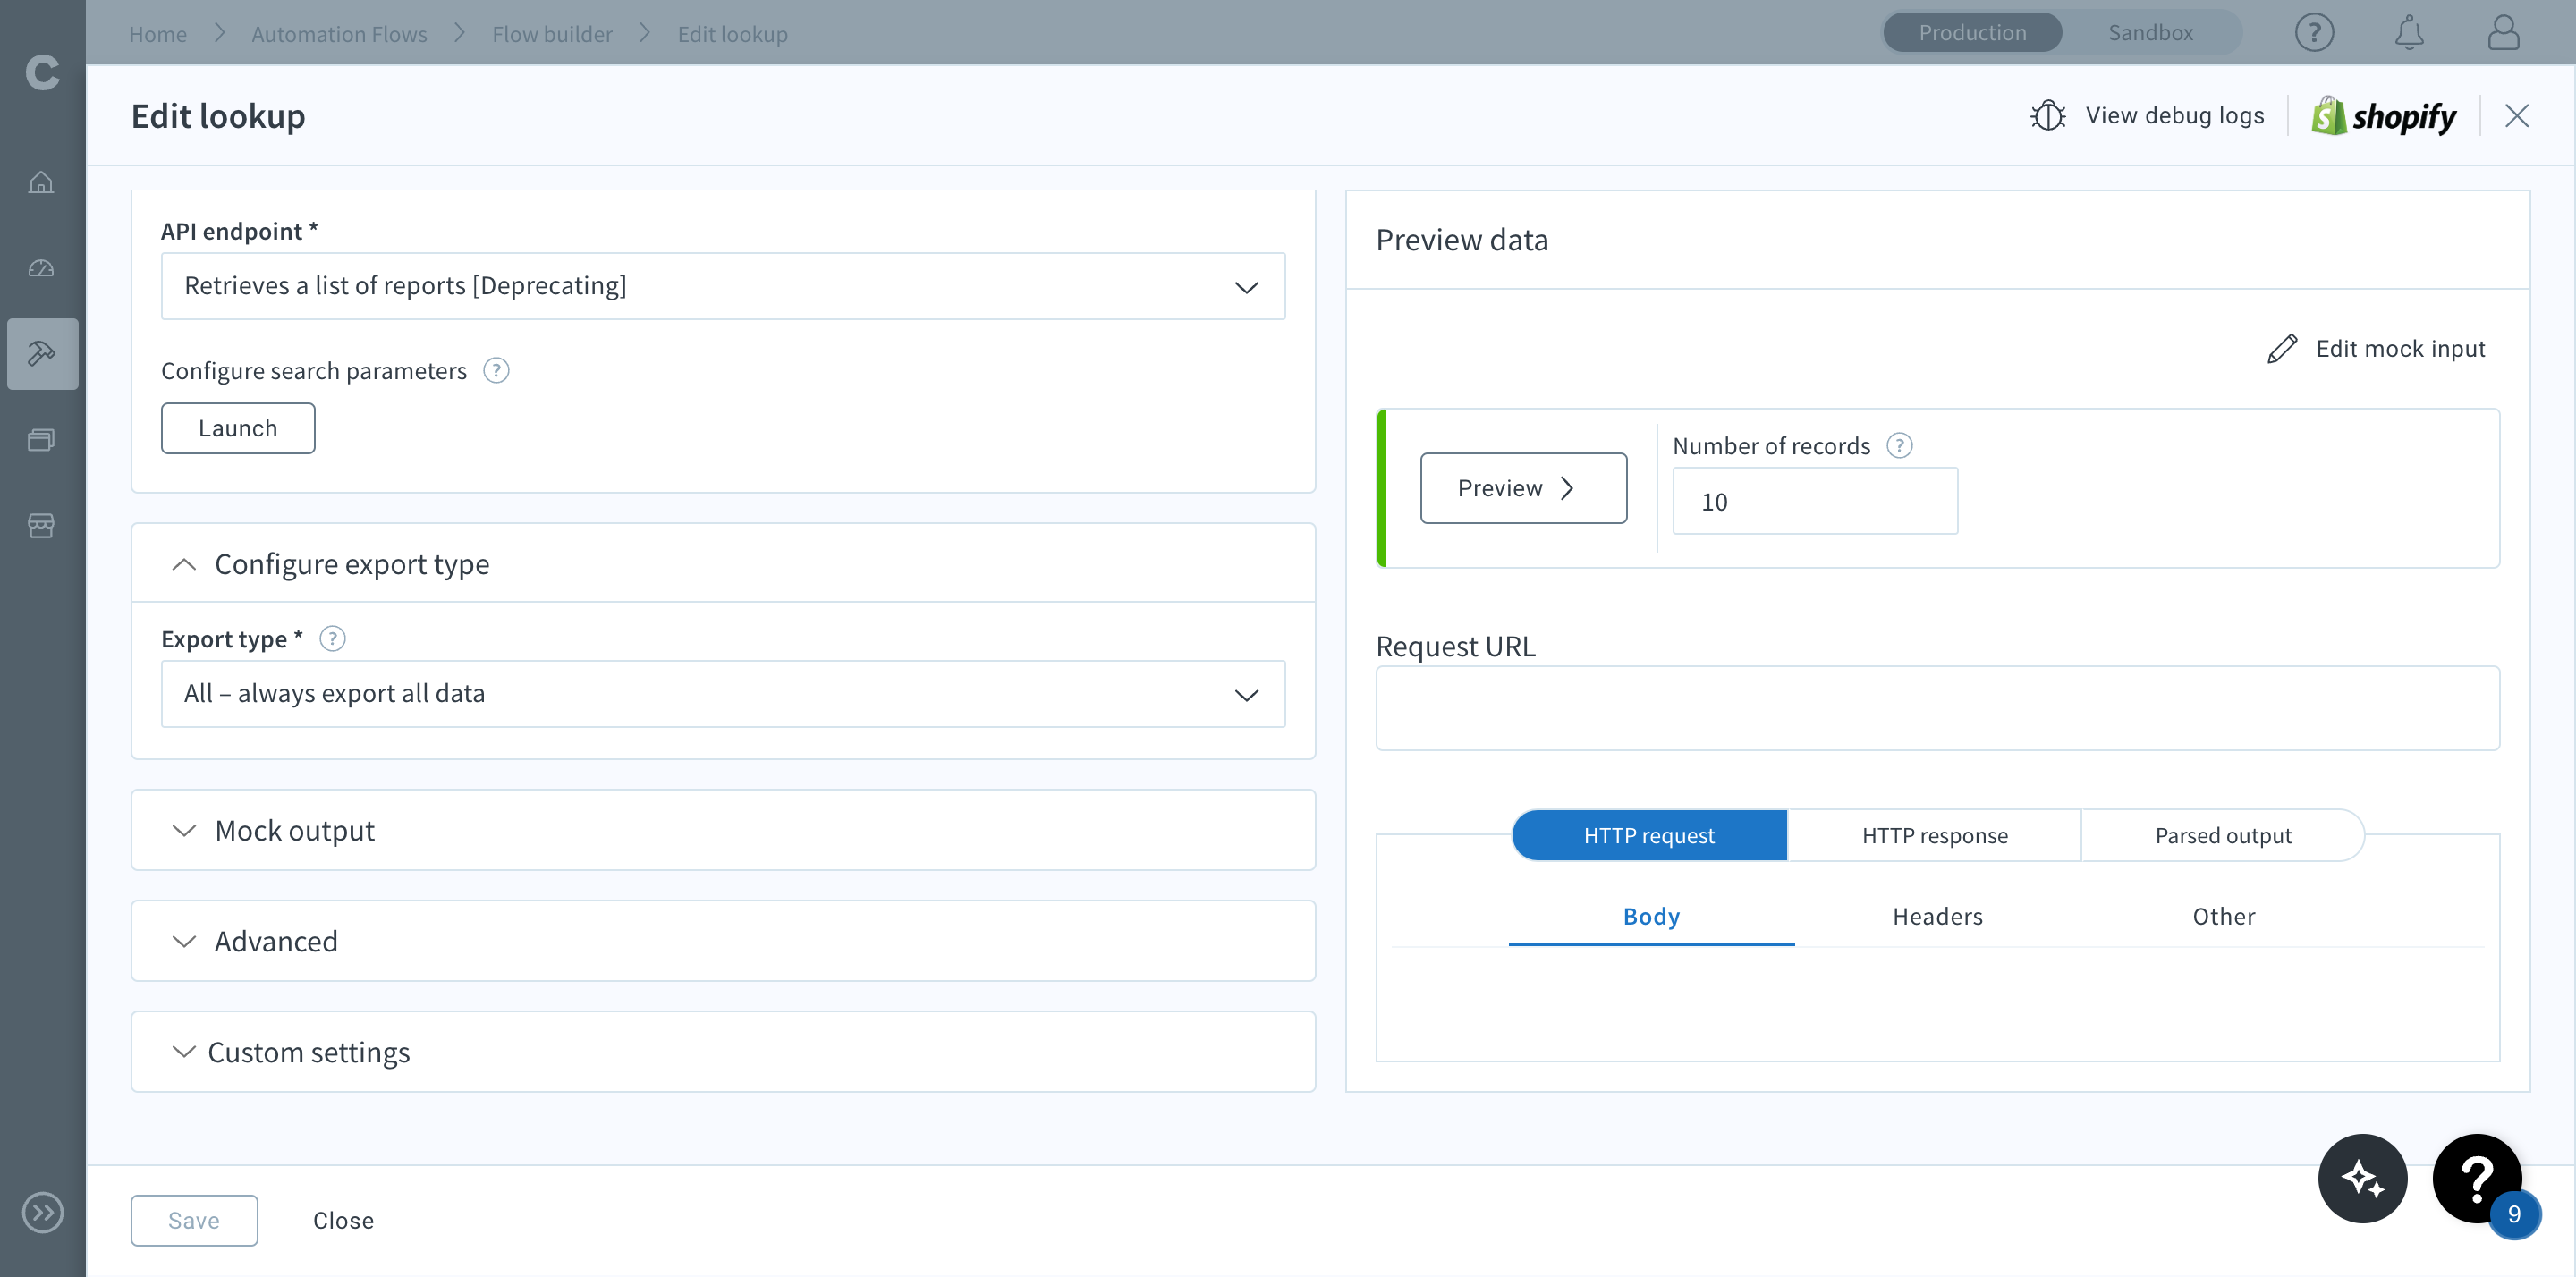 Home
Automation Flows
Flow builder
Edit lookup
Production
Sandbox
?
C
Edit lookup
View debug logs
shopify
API endpoint *
Retrieves a list of reports [Deprecating]
Configure search parameters ?
Launch
Configure export type
Export type * ?
All – always export all data
Mock output
Advanced
Custom settings
Preview data
Edit mock input
Preview
Number of records ?
10
Request URL
HTTP request
HTTP response
Parsed output
Body
Headers
Other
Save
Close
?
9